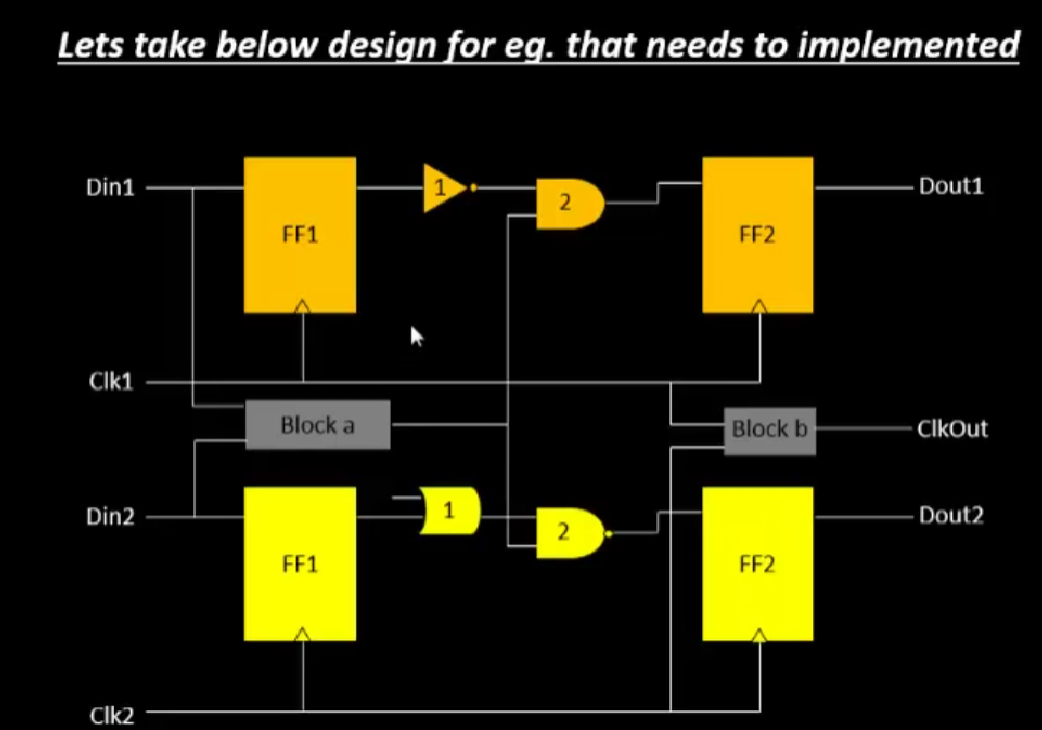 Lets take below design for eg. that needs to implemented
Din1
FF1
1
2
FF2
Dout1
Clk1
Block a
Block b
ClkOut
Din2
FF1
1
2
FF2
Dout2
Clk2